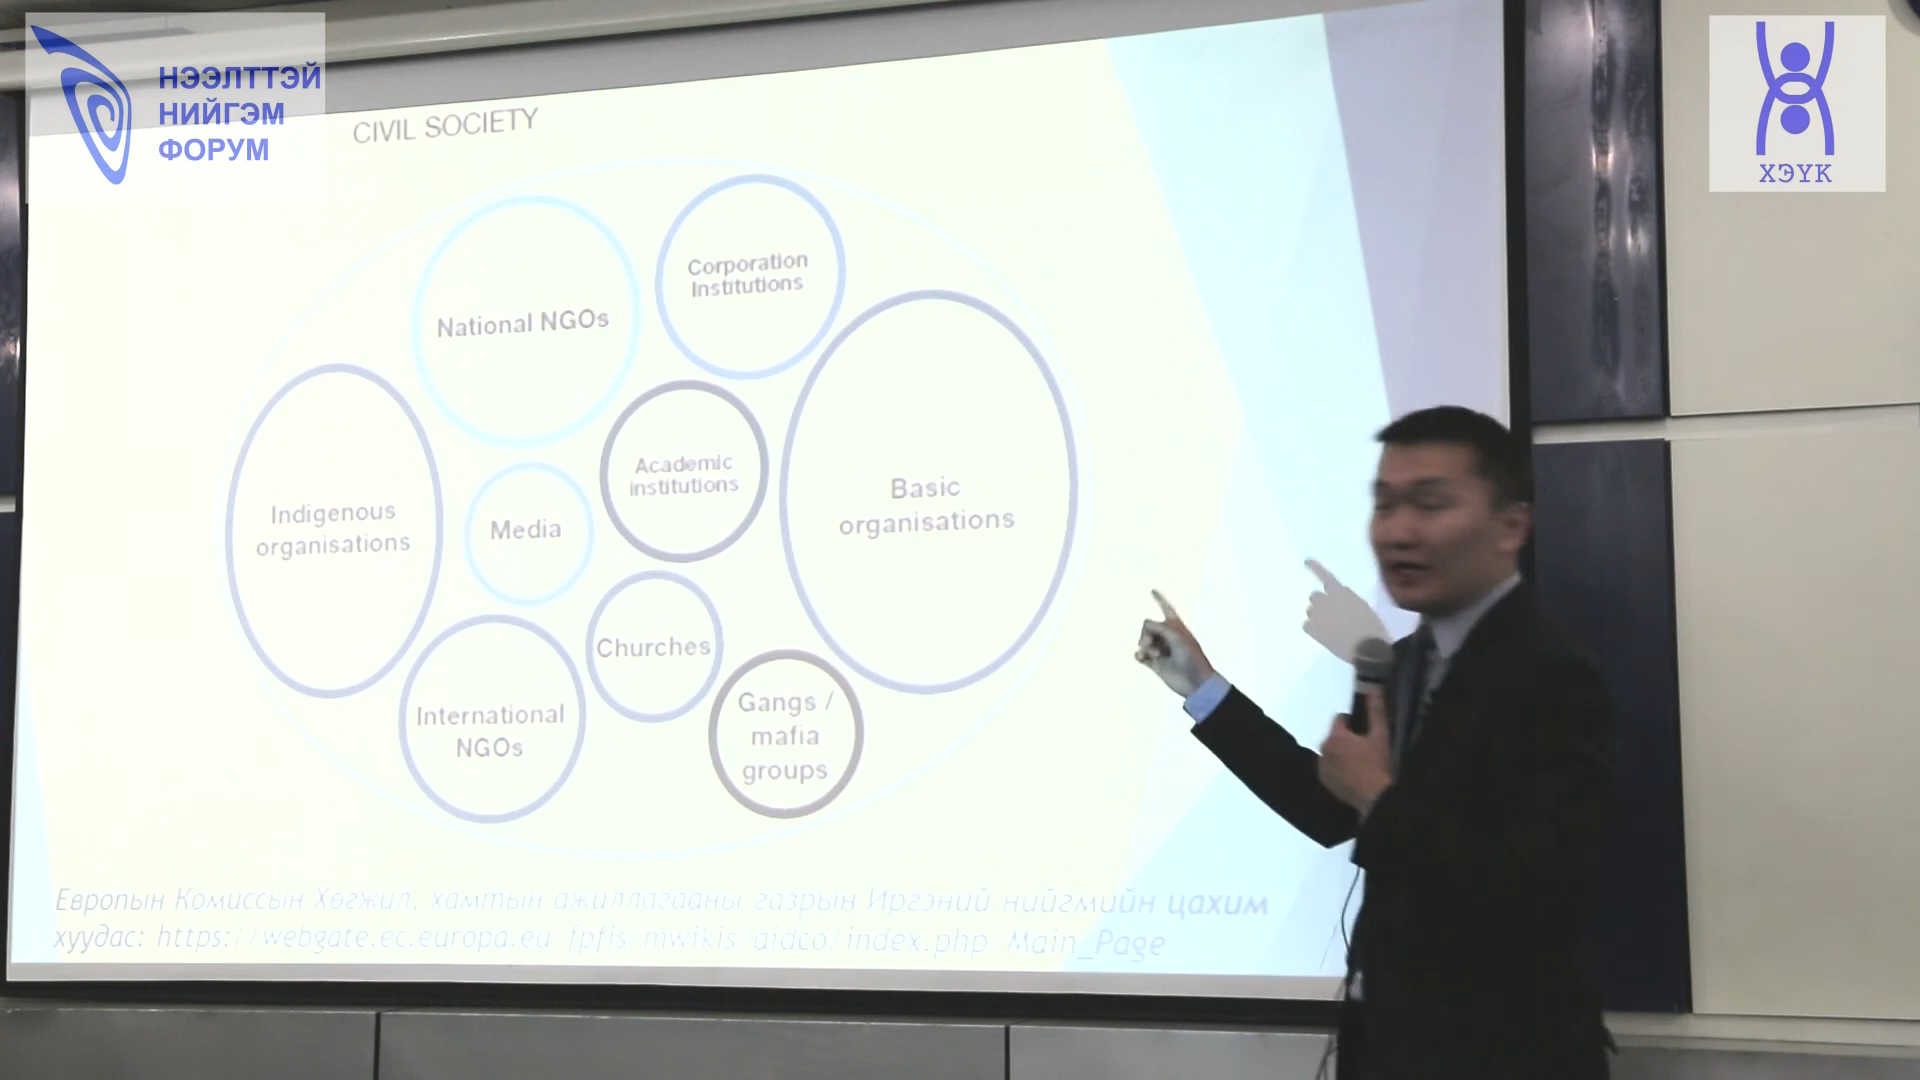 НЭЭЛТТЭЙ
НИЙГЭМ
ФОРУМ
ХЭҮК
CIVIL SOCIETY
National NGOs
Corporation
Institutions
Indigenous
organisations
Media
Academic
institutions
Basic
organisations
Churches
International
NGOs
Gangs /
mafia
groups
Европын Комиссын Хөгжил, хамтын ажиллагааны газрын Иргэний нийгмийн цахим
хуудас: https://webgate.ec.europa.eu/fpfis/mwikis/aidco/index.php/Main_Page